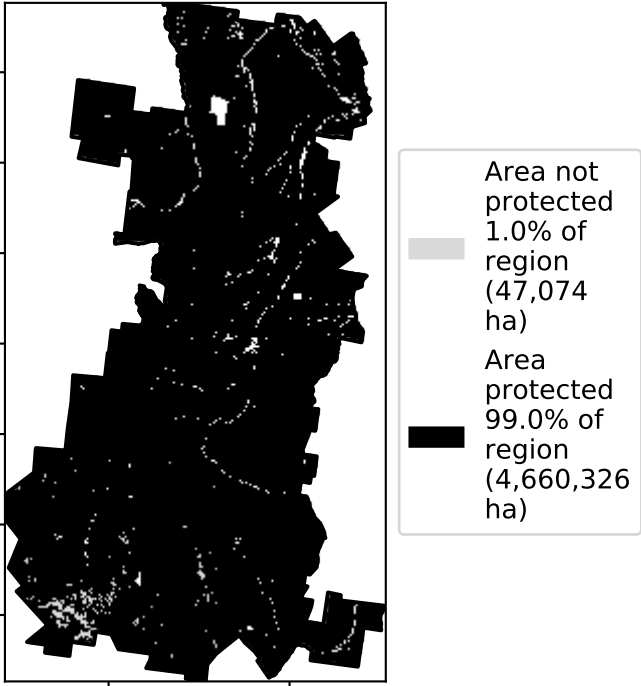 Area not
protected
1.0% of
region
(47,074
ha)
Area
protected
99.0% of
region
(4,660,326
ha)